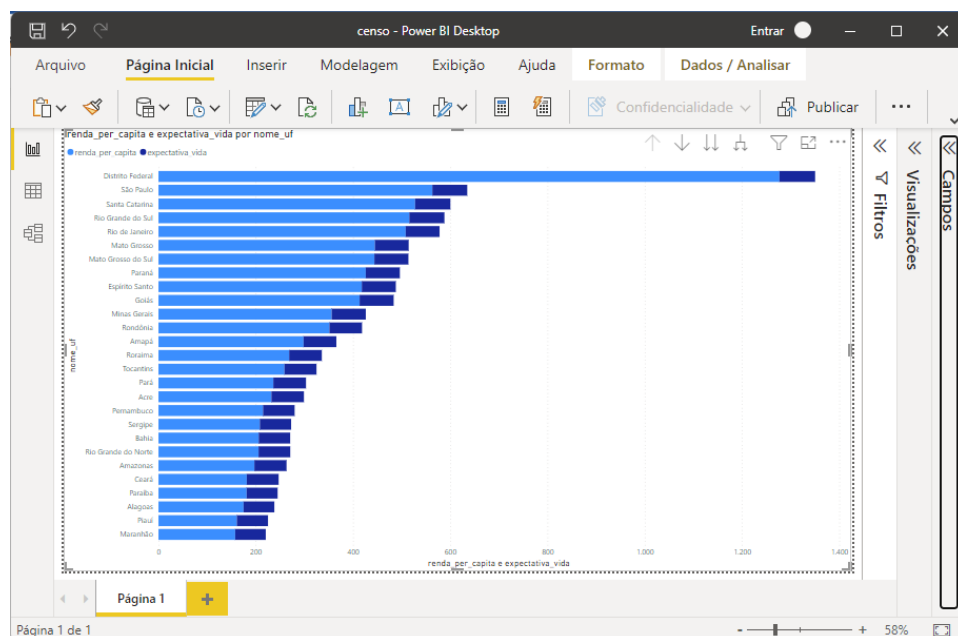 censo - Power BI Desktop
Entrar
Arquivo Página Inicial Inserir Modelagem Exibição Ajuda Formato Dados / Analisar
Confidencialidade Publicar
renda_per_capita e expectativa_vida por nome_uf
renda_per_capita expectativa_vida
Distrito Federal
São Paulo
Santa Catarina
Rio Grande do Sul
Rio de Janeiro
Mato Grosso
Mato Grosso do Sul
Paraná
Espírito Santo
Goiás
Minas Gerais
Rondônia
Amapá
Roraima
Tocantins
Pará
Acre
Pernambuco
Sergipe
Bahia
Rio Grande do Norte
Amazonas
Ceará
Paraíba
Alagoas
Piauí
Maranhão
nome_uf
0 200 400 600 800 1.000 1.200 1.400
renda_per_capita e expectativa_vida
Filtros
Visualizações
Campos
Página 1
Página 1 de 1
58%